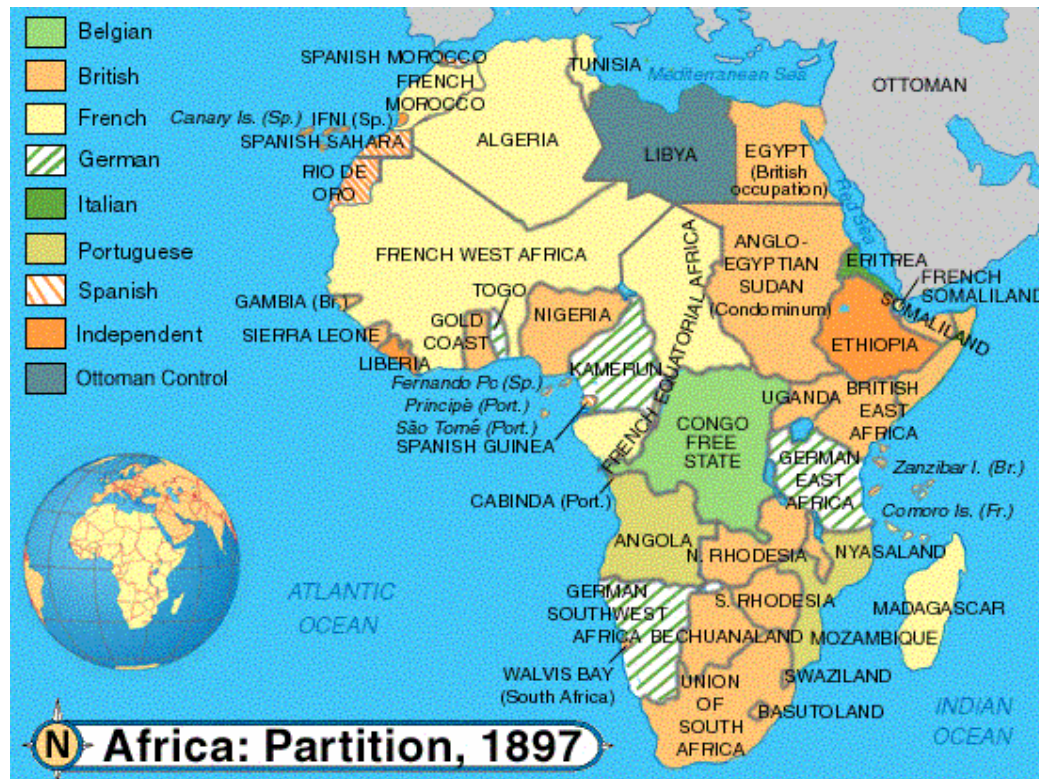 Belgian
British
French
German
Italian
Portuguese
Spanish
Independent
Ottoman Control
SPANISH MOROCCO
FRENCH
MOROCCO
TUNISIA
Mediterranean Sea
OTTOMAN
Canary Is. (Sp.)
IFNI (Sp.)
SPANISH SAHARA
ALGERIA
LIBYA
EGYPT
(British
occupation)
RIO DE
ORO
Red Sea
FRENCH WEST AFRICA
FRENCH EQUATORIAL AFRICA
ANGLO-
EGYPTIAN
SUDAN
(Condominum)
ERITREA
FRENCH
SOMALILAND
SOMALILAND
TOGO
GAMBIA (Br.)
NIGERIA
GOLD
COAST
SIERRA LEONE
LIBERIA
ETHIOPIA
KAMERUN
Fernando Pc (Sp.)
Principè (Port.)
São Tomé (Port.)
SPANISH GUINEA
UGANDA
BRITISH
EAST
AFRICA
CONGO
FREE
STATE
GERMAN
EAST
AFRICA
Zanzibar I. (Br.)
Comoro Is. (Fr.)
CABINDA (Port.)
ANGOLA
N. RHODESIA
NYASALAND
ATLANTIC
OCEAN
GERMAN
SOUTHWEST
AFRICA
S. RHODESIA
MADAGASCAR
BECHUANALAND
MOZAMBIQUE
WALVIS BAY
(South Africa)
SWAZILAND
UNION
OF
SOUTH
AFRICA
BASUTOLAND
INDIAN
OCEAN
N
Africa: Partition, 1897